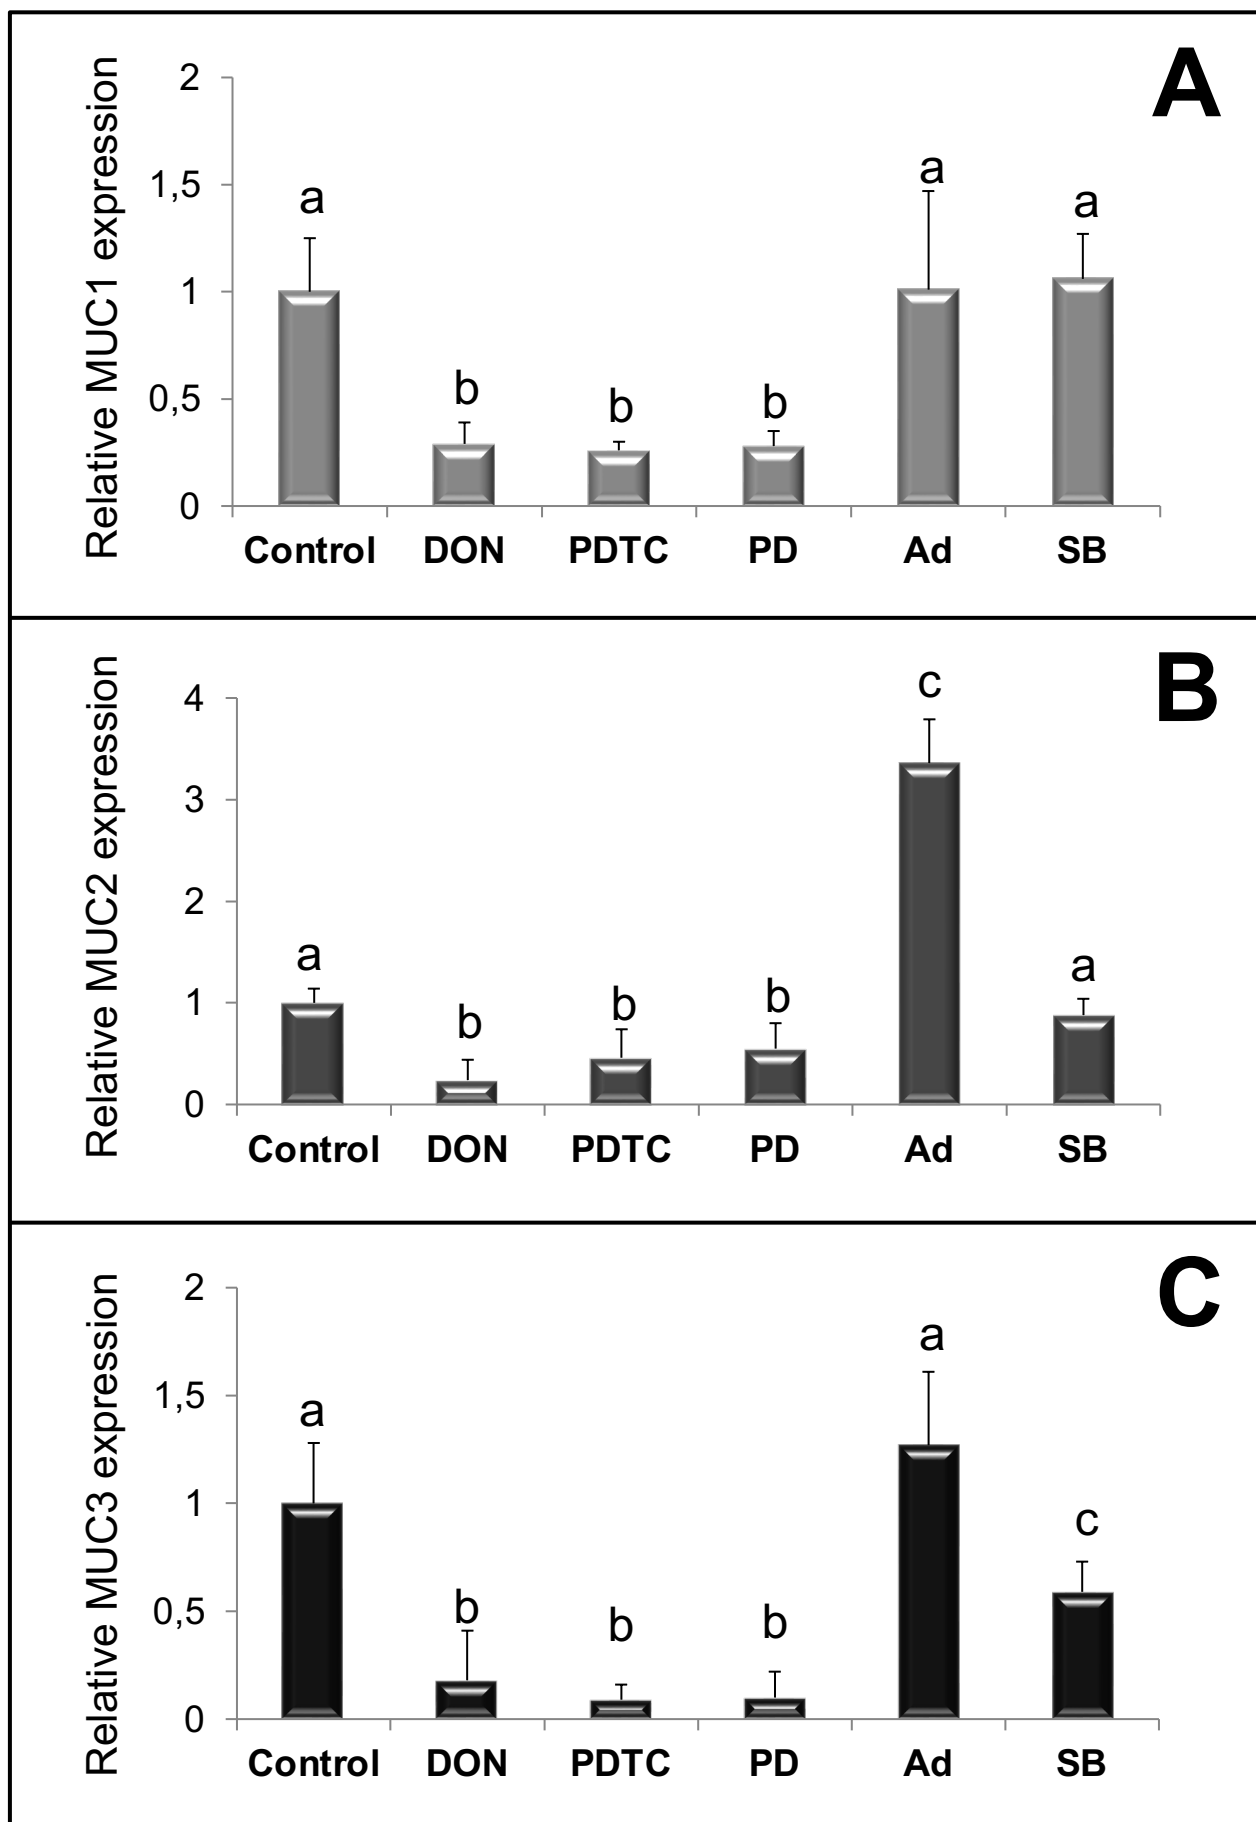 A
Relative MUC1 expression
2
1,5
1
0,5
0
a
b
b
b
a
a
Control DON PDTC PD Ad SB
B
Relative MUC2 expression
4
3
2
1
0
a
b
b
b
c
a
Control DON PDTC PD Ad SB
C
Relative MUC3 expression
2
1,5
1
0,5
0
a
b
b
b
a
c
Control DON PDTC PD Ad SB